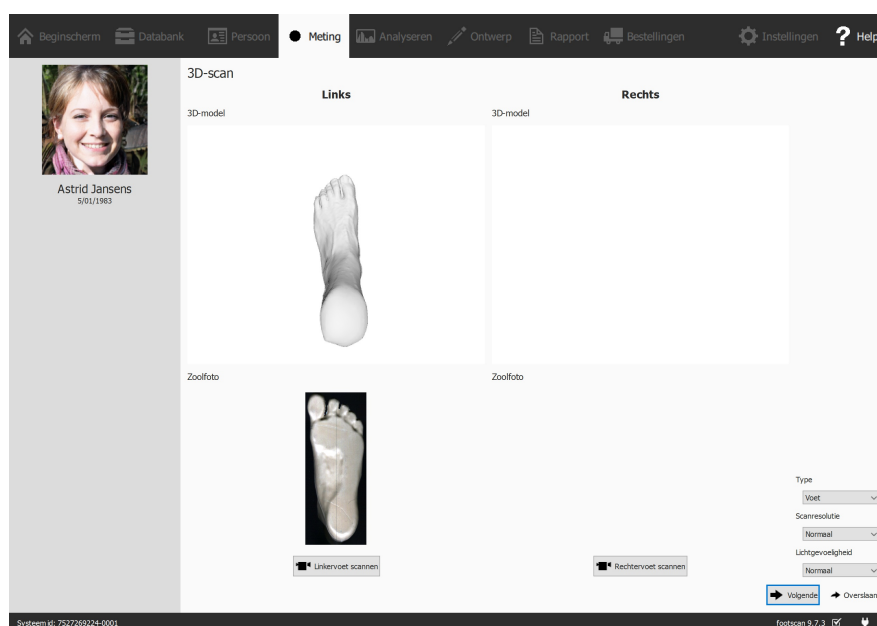 Beginscherm Databank Persoon Meting Analyseren Ontwerp Rapport Bestellingen Instellingen ? Help
3D-scan
Links Rechts
3D-model 3D-model
Astrid Jansens
5/01/1983
Zoolfoto Zoolfoto
Type
Voet
Scanresolutie
Normaal
Lichtgevoeligheid
Normaal
Linkervoet scannen Rechtervoet scannen
Volgende Overslaan
Systeem id: 7527269224-0001 footscan 9.7.3